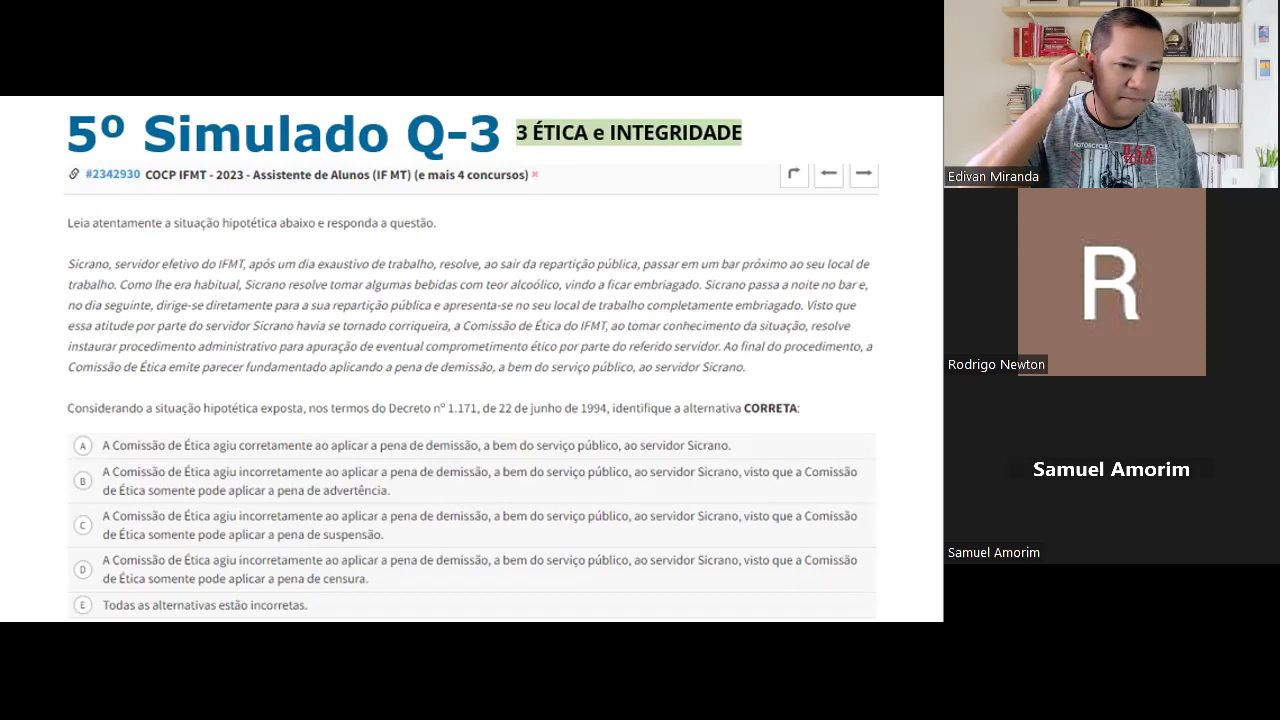 5º Simulado Q-3 3 ÉTICA e INTEGRIDADE
#2342930 COCP IFMT - 2023 - Assistente de Alunos (IF MT) (e mais 4 concursos) ×
Leia atentamente a situação hipotética abaixo e responda a questão.
Sicrano, servidor efetivo do IFMT, após um dia exaustivo de trabalho, resolve, ao sair da repartição pública, passar em um bar próximo ao seu local de
trabalho. Como lhe era habitual, Sicrano resolve tomar algumas bebidas com teor alcoólico, vindo a ficar embriagado. Sicrano passa a noite no bar e,
no dia seguinte, dirige-se diretamente para a sua repartição pública e apresenta-se no seu local de trabalho completamente embriagado. Visto que
essa atitude por parte do servidor Sicrano havia se tornado corriqueira, a Comissão de Ética do IFMT, ao tomar conhecimento da situação, resolve
instaurar procedimento administrativo para apuração de eventual comprometimento ético por parte do referido servidor. Ao final do procedimento, a
Comissão de Ética emite parecer fundamentado aplicando a pena de demissão, a bem do serviço público, ao servidor Sicrano.
Considerando a situação hipotética exposta, nos termos do Decreto nº 1.171, de 22 de junho de 1994, identifique a alternativa CORRETA:
A A Comissão de Ética agiu corretamente ao aplicar a pena de demissão, a bem do serviço público, ao servidor Sicrano.
B A Comissão de Ética agiu incorretamente ao aplicar a pena de demissão, a bem do serviço público, ao servidor Sicrano, visto que a Comissão
de Ética somente pode aplicar a pena de advertência.
C A Comissão de Ética agiu incorretamente ao aplicar a pena de demissão, a bem do serviço público, ao servidor Sicrano, visto que a Comissão
de Ética somente pode aplicar a pena de suspensão.
D A Comissão de Ética agiu incorretamente ao aplicar a pena de demissão, a bem do serviço público, ao servidor Sicrano, visto que a Comissão
de Ética somente pode aplicar a pena de censura.
E Todas as alternativas estão incorretas.
MOTORCYCLE
Edivan Miranda
R
Rodrigo Newton
Samuel Amorim
Samuel Amorim